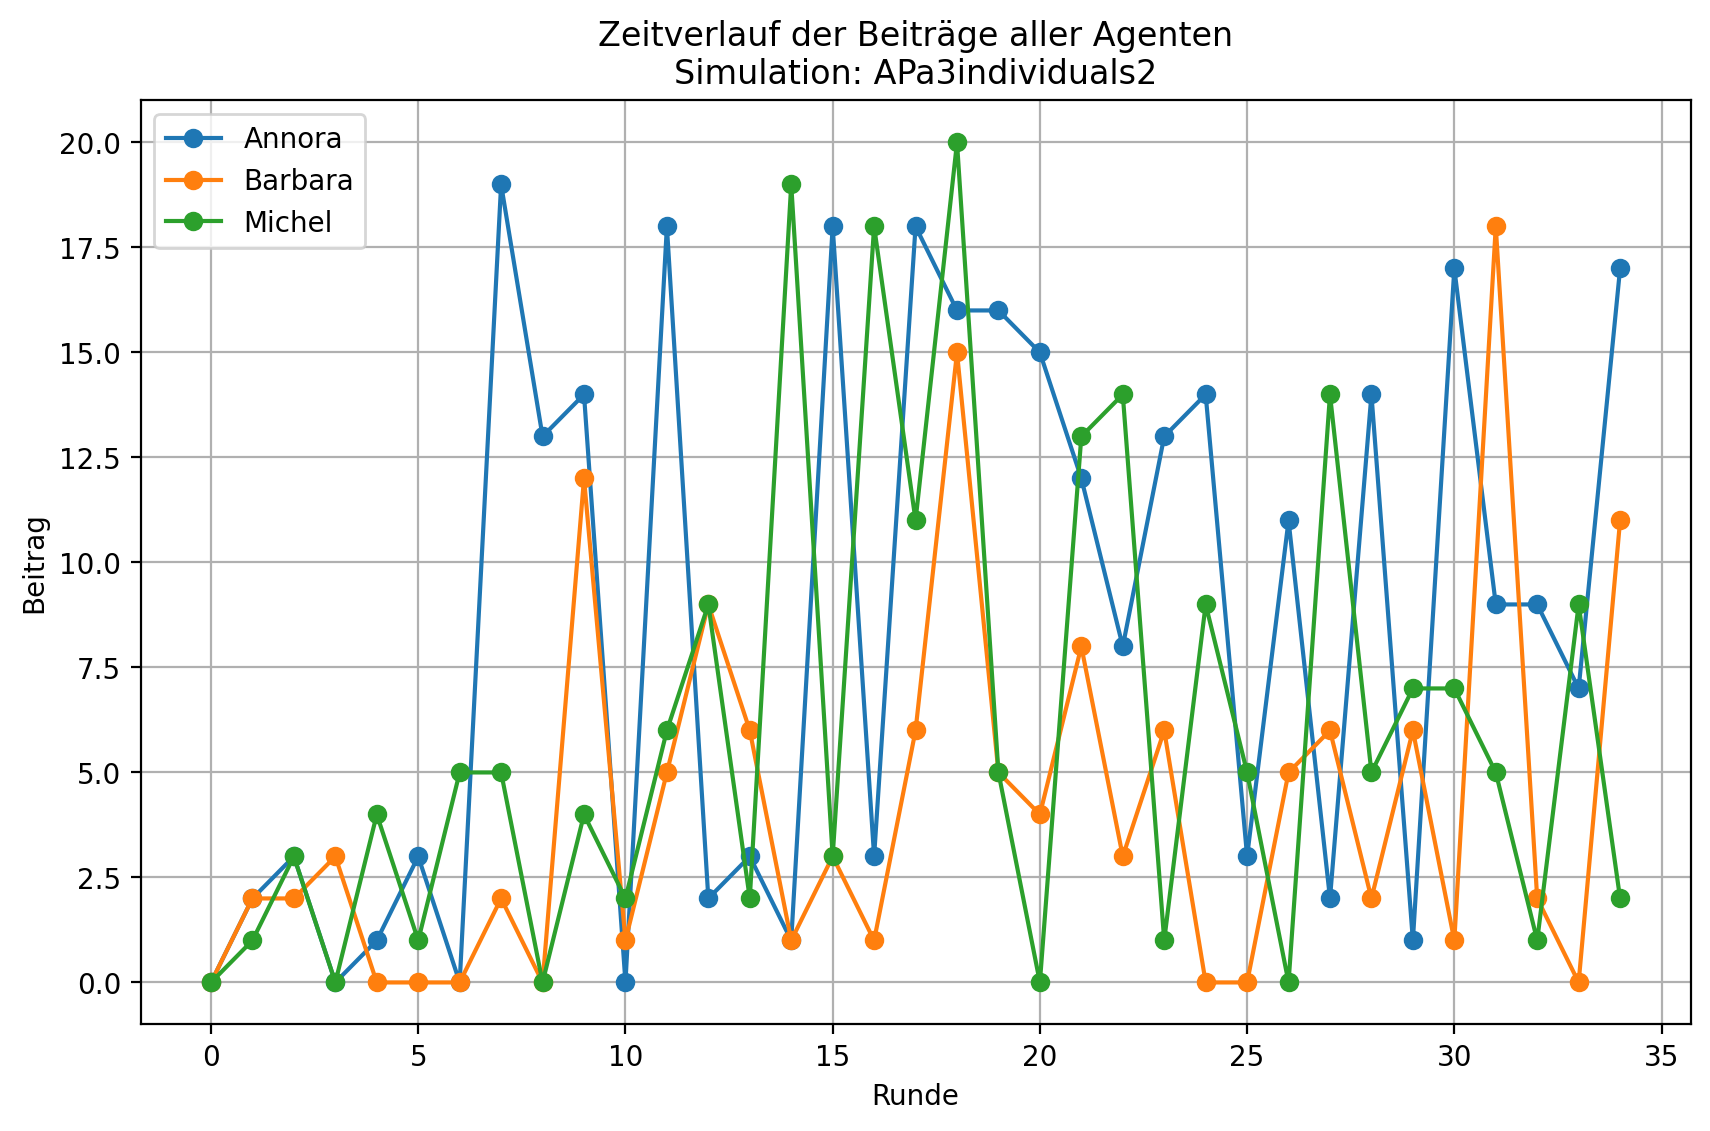 Zeitverlauf der Beiträge aller Agenten
Simulation: APa3individuals2
Annora
Barbara
Michel
20.0
17.5
15.0
12.5
10.0
7.5
5.0
2.5
0.0
Beitrag
0 5 10 15 20 25 30 35
Runde